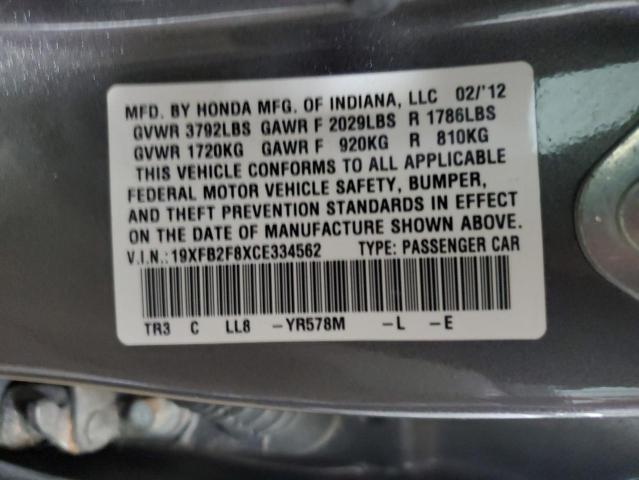 MFD. BY HONDA MFG. OF INDIANA, LLC 02/'12
GVWR 3792LBS GAWR F 2029LBS R 1786LBS
GVWR 1720KG GAWR F 920KG R 810KG
THIS VEHICLE CONFORMS TO ALL APPLICABLE
FEDERAL MOTOR VEHICLE SAFETY, BUMPER,
AND THEFT PREVENTION STANDARDS IN EFFECT
ON THE DATE OF MANUFACTURE SHOWN ABOVE.
V.I.N.:19XFB2F8XCE334562 TYPE: PASSENGER CAR
TR3 C LL8 -YR578M -L -E